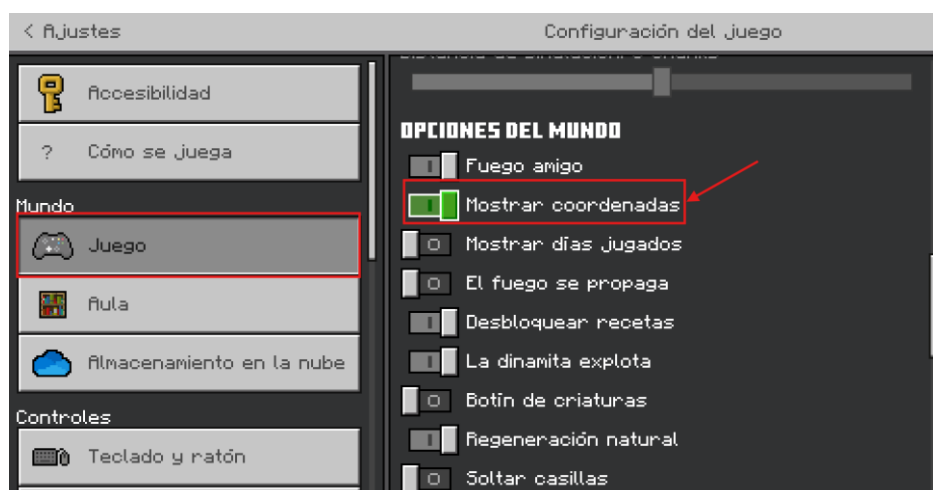 < Ajustes
Configuración del juego
Accesibilidad
? Cómo se juega
Mundo
Juego
Aula
Almacenamiento en la nube
Controles
Teclado y ratón
OPCIONES DEL MUNDO
Fuego amigo
Mostrar coordenadas
Mostrar días jugados
El fuego se propaga
Desbloquear recetas
La dinamita explota
Botín de criaturas
Regeneración natural
Soltar casillas